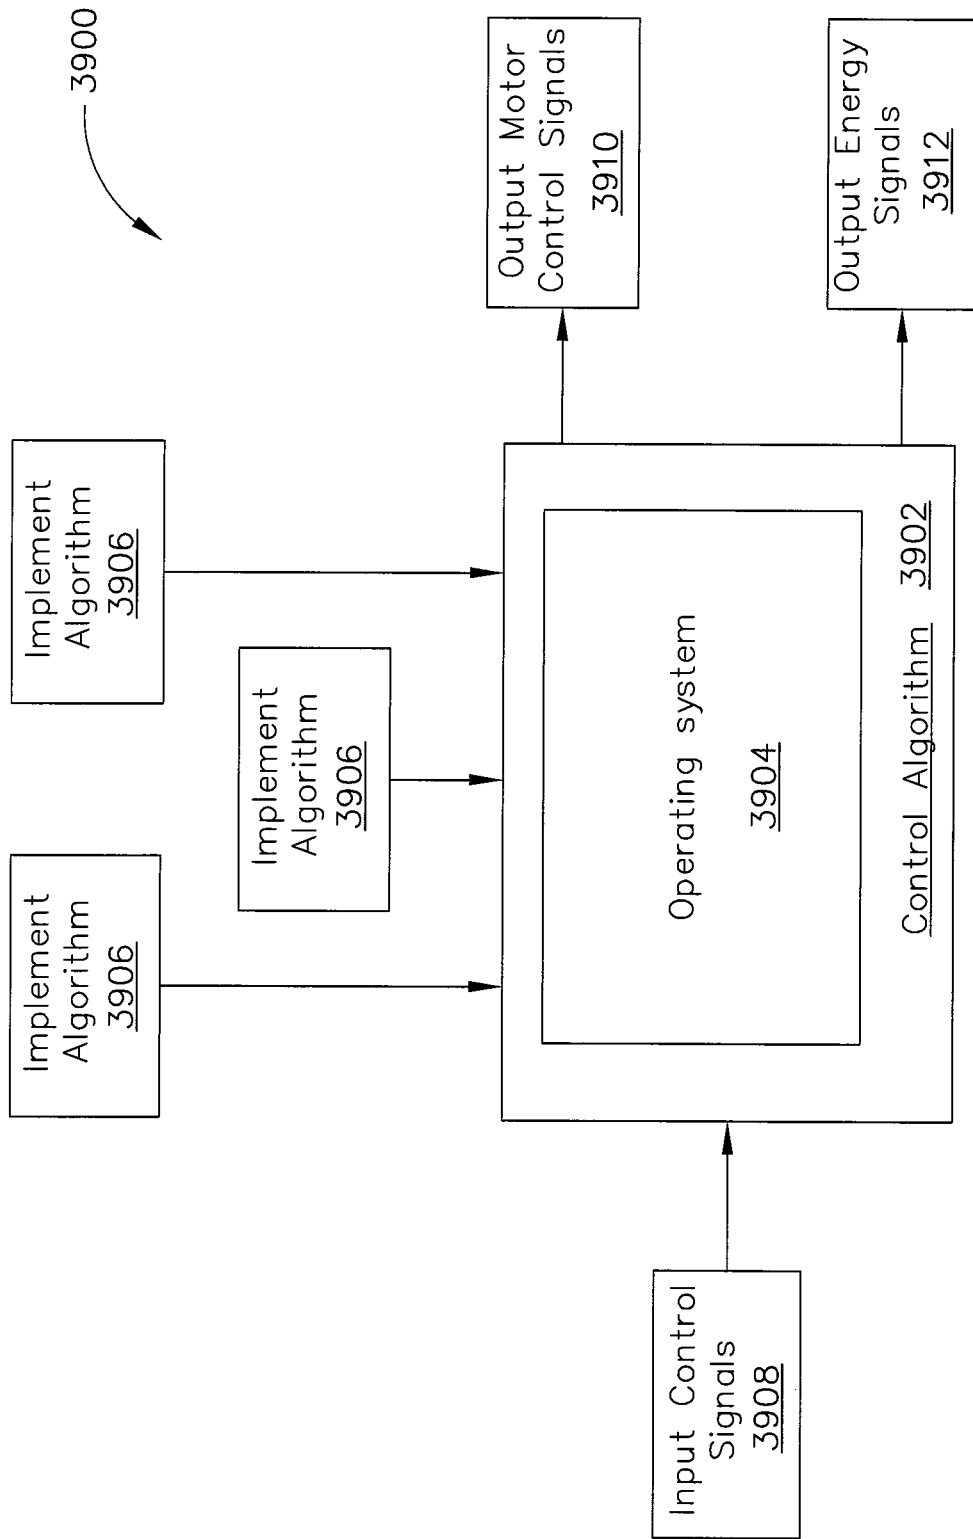 3900
Implement
Algorithm
3906
Implement
Algorithm
3906
Implement
Algorithm
3906
Input Control
Signals
3908
Operating system
3904
Control Algorithm 3902
Output Motor
Control Signals
3910
Output Energy
Signals
3912